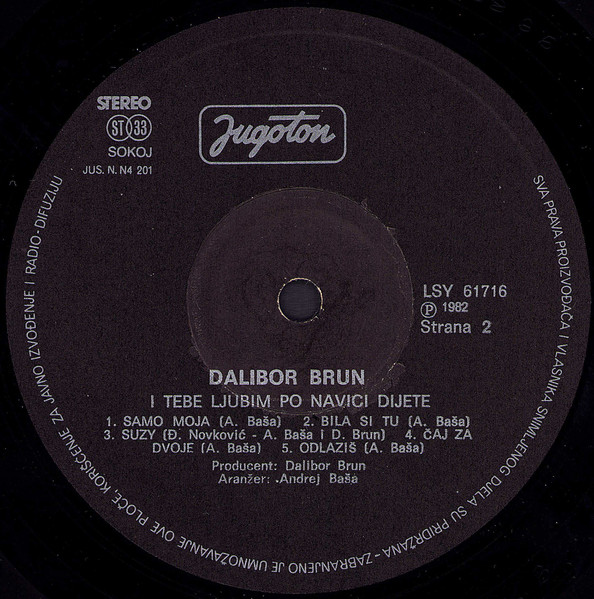 STEREO
ST 33
SOKOJ
JUS. N. N4 201
Jugoton
LSY 61716
℗ 1982
Strana 2
DALIBOR BRUN
I TEBE LJUBIM PO NAVICI DIJETE
1. SAMO MOJA (A. Baša) 2. BILA SI TU (A. Baša)
3. SUZY (Đ. Novković - A. Baša i D. Brun) 4. ČAJ ZA
DVOJE (A. Baša) 5. ODLAZIŠ (A. Baša)
Producent: Dalibor Brun
Aranžer: Andrej Baša
SVA PRAVA PROIZVOĐAČA I VLASNIKA SNIMLJENOG DJELA SU PRIDRŽANA - ZABRANJENO JE UMNOŽAVANJE OVE PLOČE, KORIŠĆENJE ZA JAVNO IZVOĐENJE I RADIO-DIFUZIJU